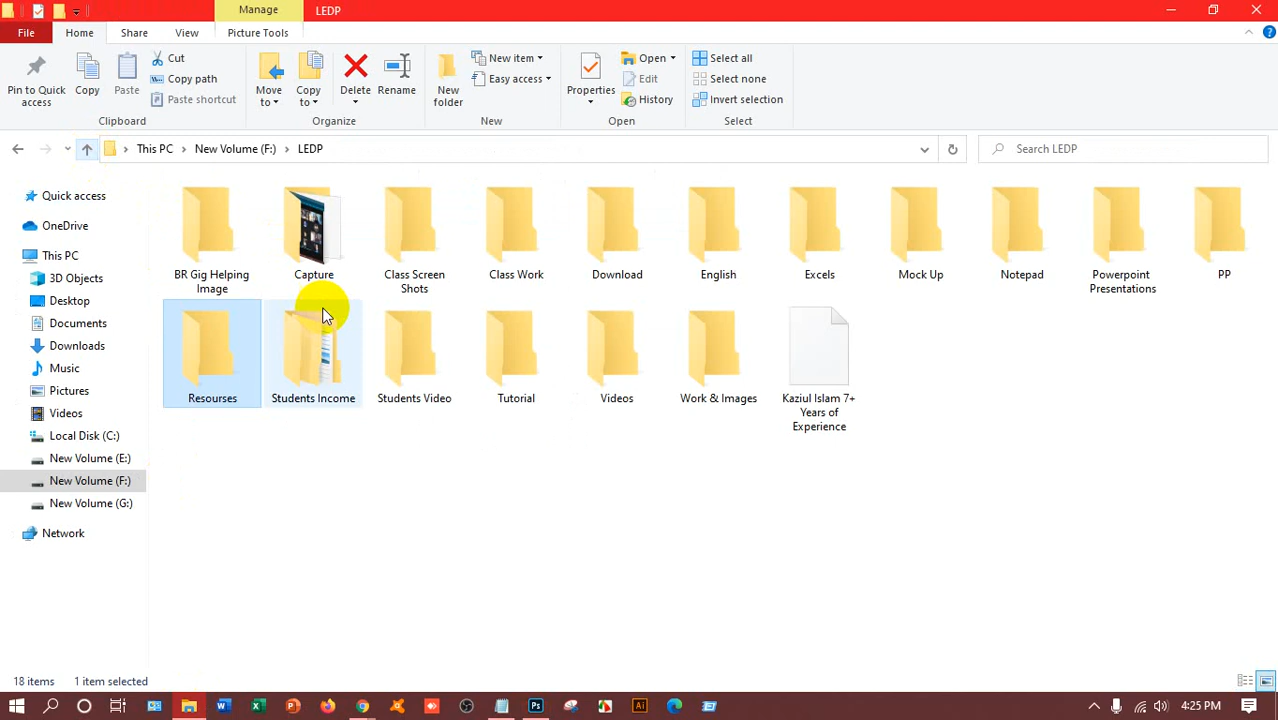 Manage
LEDP
File
Home
Share
View
Picture Tools
Pin to Quick access
Copy
Paste
Cut
Copy path
Paste shortcut
Clipboard
Move to
Copy to
Delete
Rename
Organize
New folder
New item
Easy access
New
Properties
Open
Edit
History
Open
Select all
Select none
Invert selection
Select
This PC
New Volume (F:)
LEDP
Search LEDP
Quick access
OneDrive
This PC
3D Objects
Desktop
Documents
Downloads
Music
Pictures
Videos
Local Disk (C:)
New Volume (E:)
New Volume (F:)
New Volume (G:)
Network
BR Gig Helping
Image
Capture
Class Screen
Shots
Class Work
Download
English
Excels
Mock Up
Notepad
Powerpoint
Presentations
PP
Resourses
Students Income
Students Video
Tutorial
Videos
Work & Images
Kaziul Islam 7+
Years of
Experience
18 items
1 item selected
4:25 PM